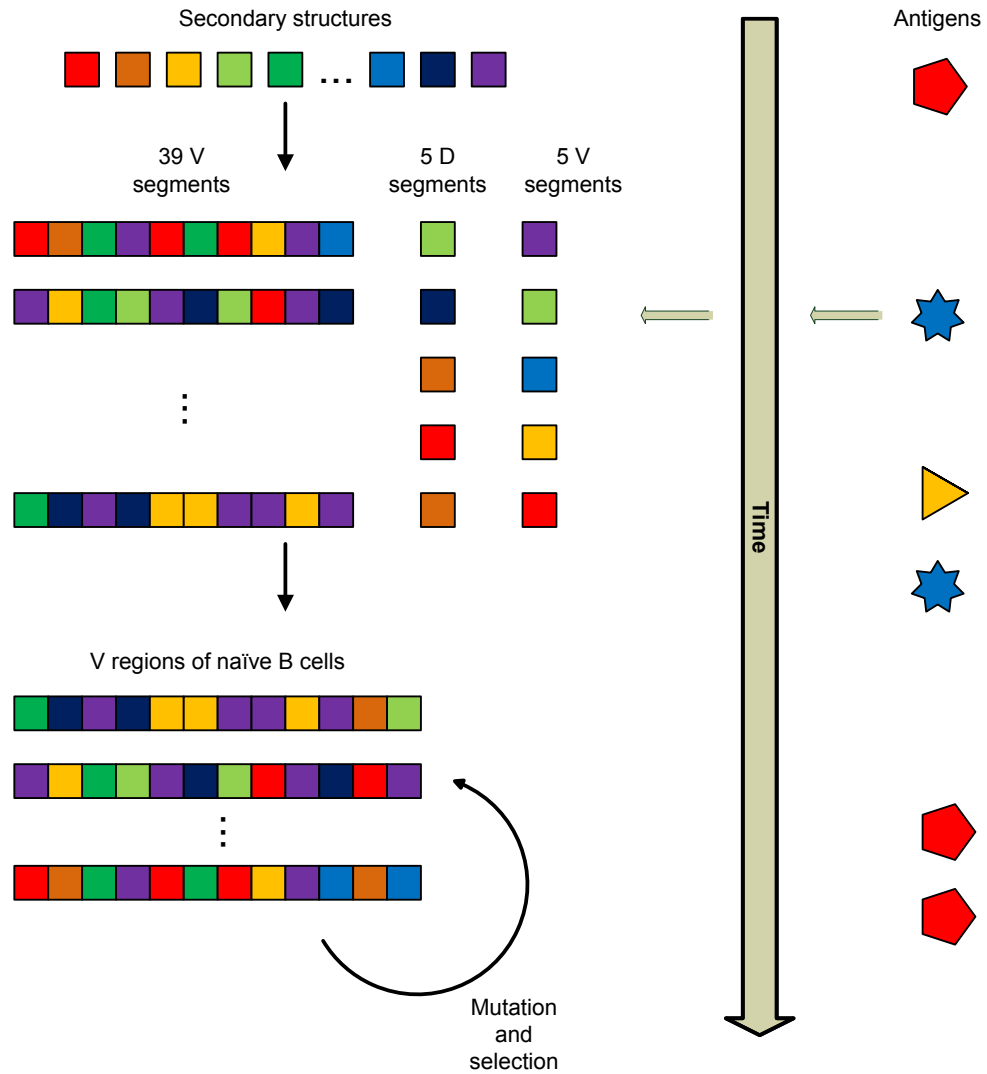 Secondary structures
Antigens
...
39 V
segments
5 D
segments
5 V
segments
...
Time
V regions of naïve B cells
...
Mutation
and
selection